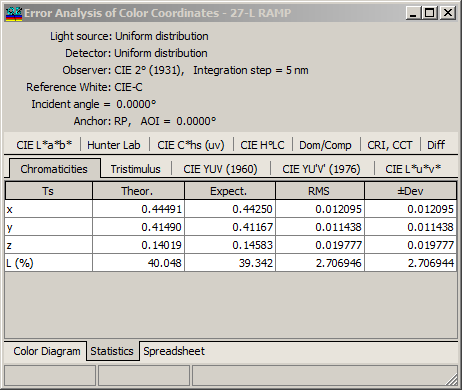 Error Analysis of Color Coordinates - 27-L RAMP
Light source: Uniform distribution
Detector: Uniform distribution
Observer: CIE 2° (1931), Integration step = 5 nm
Reference White: CIE-C
Incident angle = 0.0000°
Anchor: RP, AOI = 0.0000°
CIE L*a*b* Hunter Lab CIE C*hs (uv) CIE H°LC Dom/Comp CRI, CCT Diff
Chromaticities Tristimulus CIE YUV (1960) CIE YU'V' (1976) CIE L*u*v*
Ts Theor. Expect. RMS ±Dev
x 0.44491 0.44250 0.012095 0.012095
y 0.41490 0.41167 0.011438 0.011438
z 0.14019 0.14583 0.019777 0.019777
L (%) 40.048 39.342 2.706946 2.706944
Color Diagram Statistics Spreadsheet